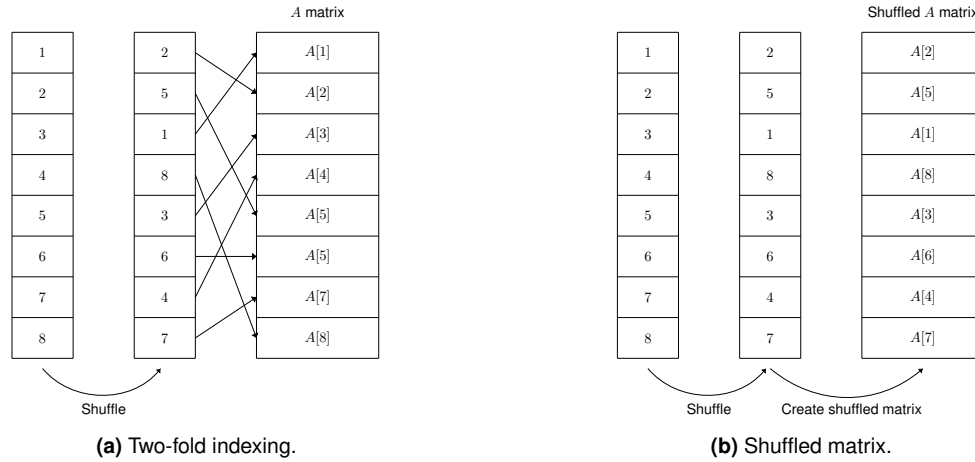 A matrix
1 2 A[1]
2 5 A[2]
3 1 A[3]
4 8 A[4]
5 3 A[5]
6 6 A[5]
7 4 A[7]
8 7 A[8]
Shuffle
(a) Two-fold indexing.
Shuffled A matrix
1 2 A[2]
2 5 A[5]
3 1 A[1]
4 8 A[8]
5 3 A[3]
6 6 A[6]
7 4 A[4]
8 7 A[7]
Shuffle Create shuffled matrix
(b) Shuffled matrix.